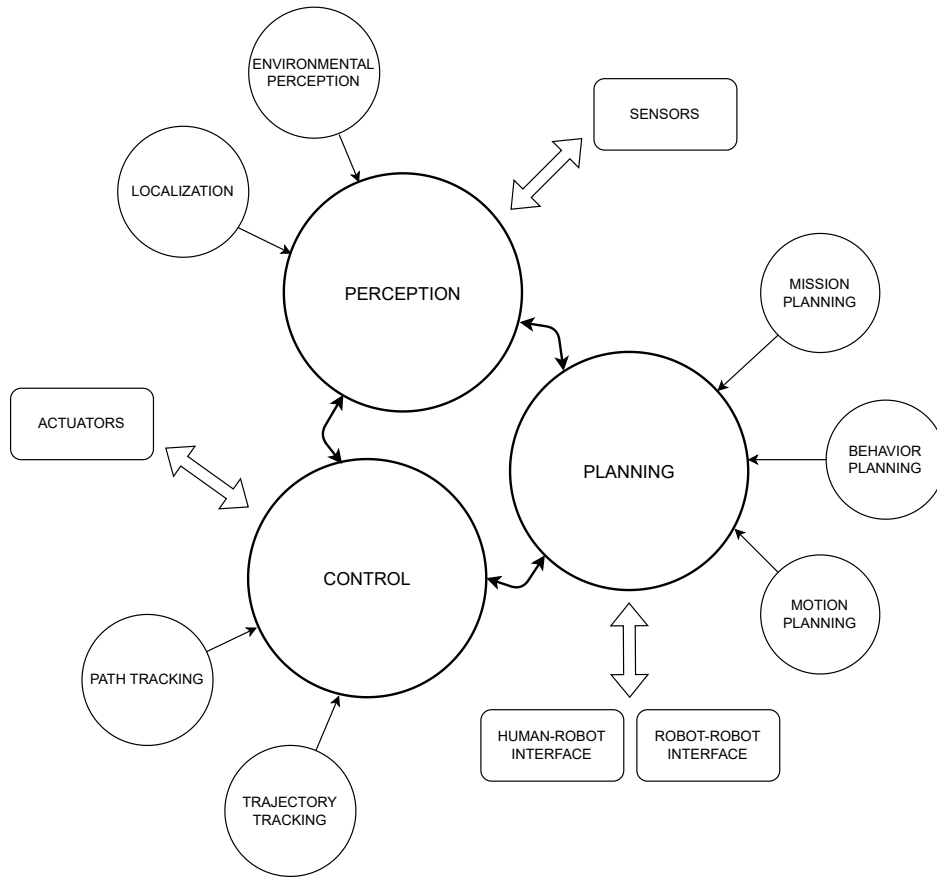 ENVIRONMENTAL
PERCEPTION
SENSORS
LOCALIZATION
PERCEPTION
MISSION
PLANNING
ACTUATORS
PLANNING
BEHAVIOR
PLANNING
CONTROL
MOTION
PLANNING
PATH TRACKING
HUMAN-ROBOT
INTERFACE
ROBOT-ROBOT
INTERFACE
TRAJECTORY
TRACKING